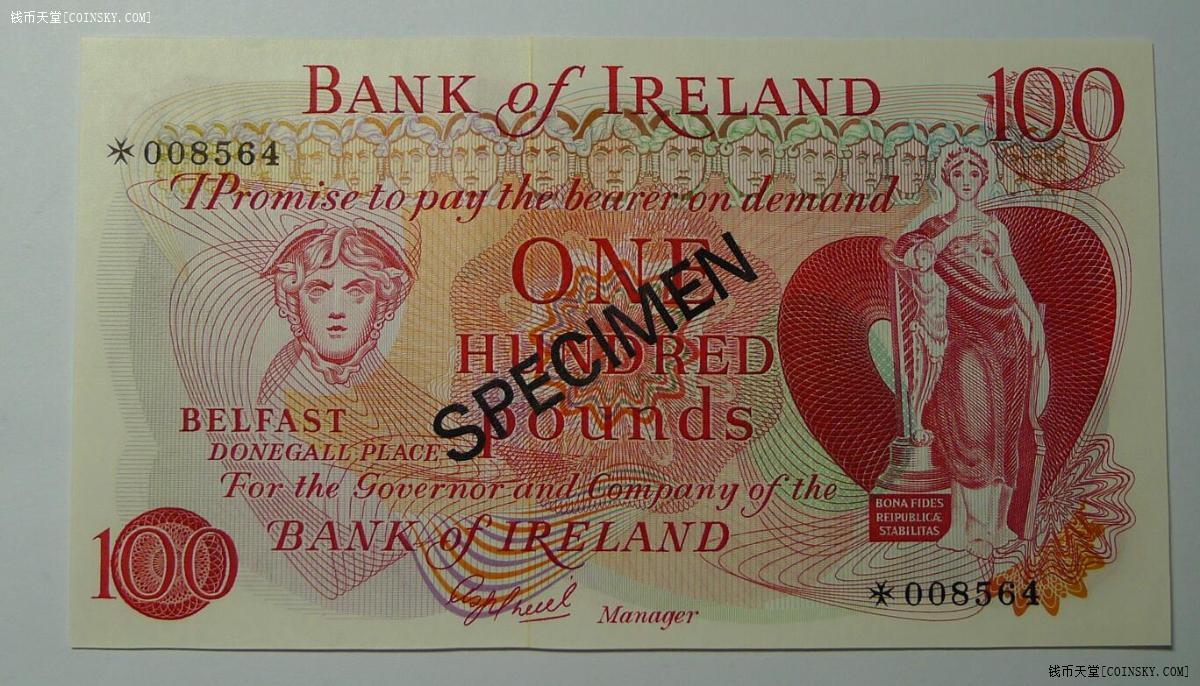 钱币天堂[COINSKY.COM]
BANK of IRELAND
100
✠008564
I Promise to pay the bearer on demand
ONE
HUNDRED
pounds
SPECIMEN
BELFAST
DONEGALL PLACE
For the Governor and Company of the
BANK of IRELAND
BONA FIDES
REIPUBLICÆ
STABILITAS
100
Manager
✠008564
钱币天堂[COINSKY.COM]